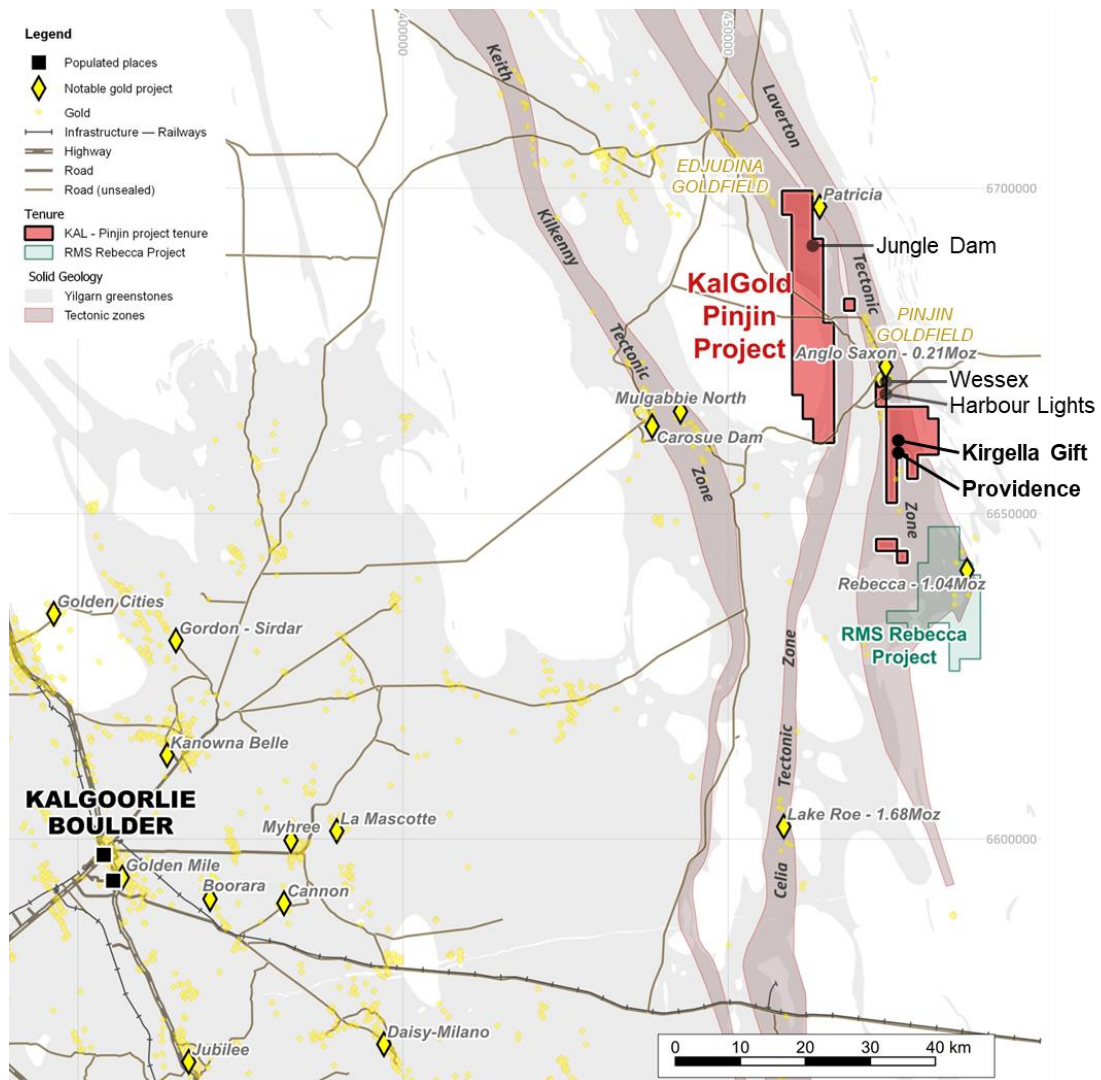 Legend
Populated places
Notable gold project
Gold
Infrastructure — Railways
Highway
Road
Road (unsealed)
Tenure
KAL - Pinjin project tenure
RMS Rebecca Project
Solid Geology
Yilgarn greenstones
Tectonic zones
400000
450000
Keith
Kilkenny
Tectonic
Zone
Laverton
Tectonic
Zone
EDJUDINA
GOLDFIELD
Patricia
6700000
Jungle Dam
KalGold
Pinjin
Project
PINJIN
GOLDFIELD
Anglo Saxon - 0.21Moz
Wessex
Harbour Lights
Mulgabbie North
Carosue Dam
Kirgella Gift
Providence
6650000
Rebecca - 1.04Moz
RMS Rebecca
Project
Golden Cities
Gordon - Sirdar
Kanowna Belle
Zone
Tectonic
Celia
KALGOORLIE
BOULDER
Myhree
La Mascotte
Lake Roe - 1.68Moz
6600000
Golden Mile
Boorara
Cannon
Daisy-Milano
Jubilee
0 10 20 30 40 km